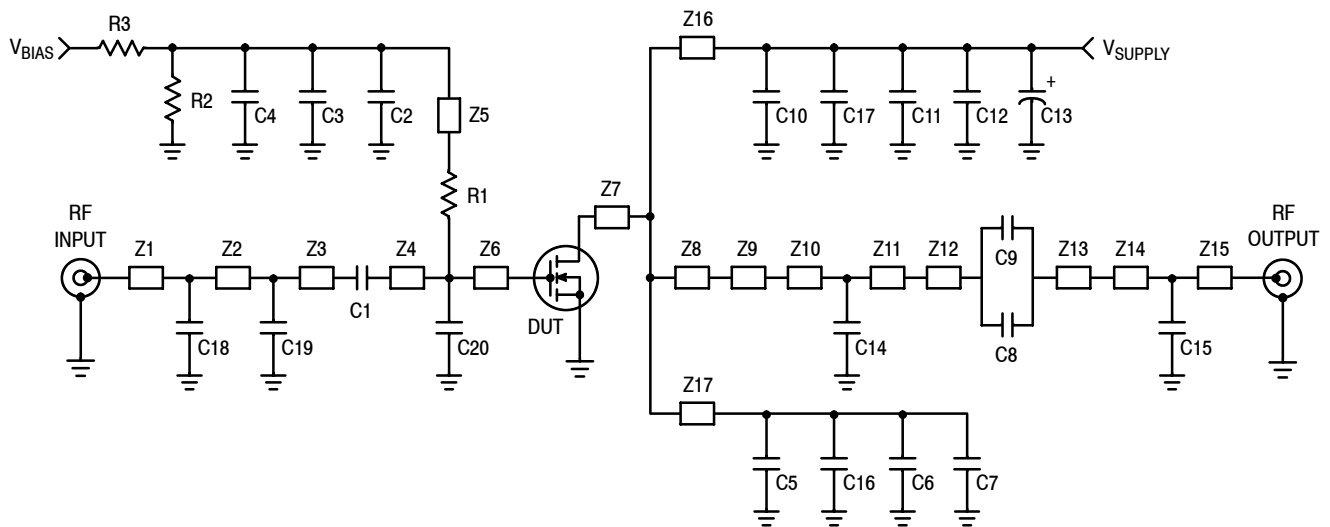 R3
V_BIAS
R2
C4
C3
C2
Z5
R1
RF
INPUT
Z1
Z2
Z3
Z4
Z6
C1
C18
C19
C20
DUT
Z7
Z16
V_SUPPLY
C10
C17
C11
C12
+
C13
Z8
Z9
Z10
Z11
Z12
C9
C8
Z13
Z14
Z15
RF
OUTPUT
C14
C15
Z17
C5
C16
C6
C7